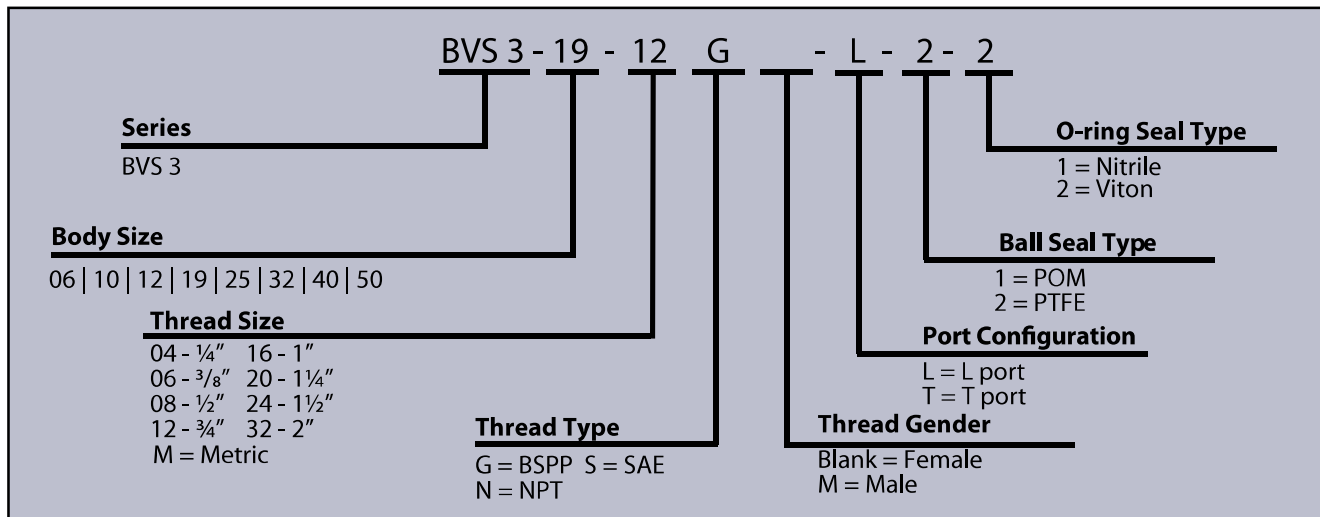 BVS 3 - 19 - 12 G - L - 2 - 2
Series
BVS 3
Body Size
06 | 10 | 12 | 19 | 25 | 32 | 40 | 50
Thread Size
04 - ¼″ 16 - 1″
06 - ³/₈″ 20 - 1¼″
08 - ½″ 24 - 1½″
12 - ¾″ 32 - 2″
M = Metric
Thread Type
G = BSPP S = SAE
N = NPT
Thread Gender
Blank = Female
M = Male
Port Configuration
L = L port
T = T port
Ball Seal Type
1 = POM
2 = PTFE
O-ring Seal Type
1 = Nitrile
2 = Viton